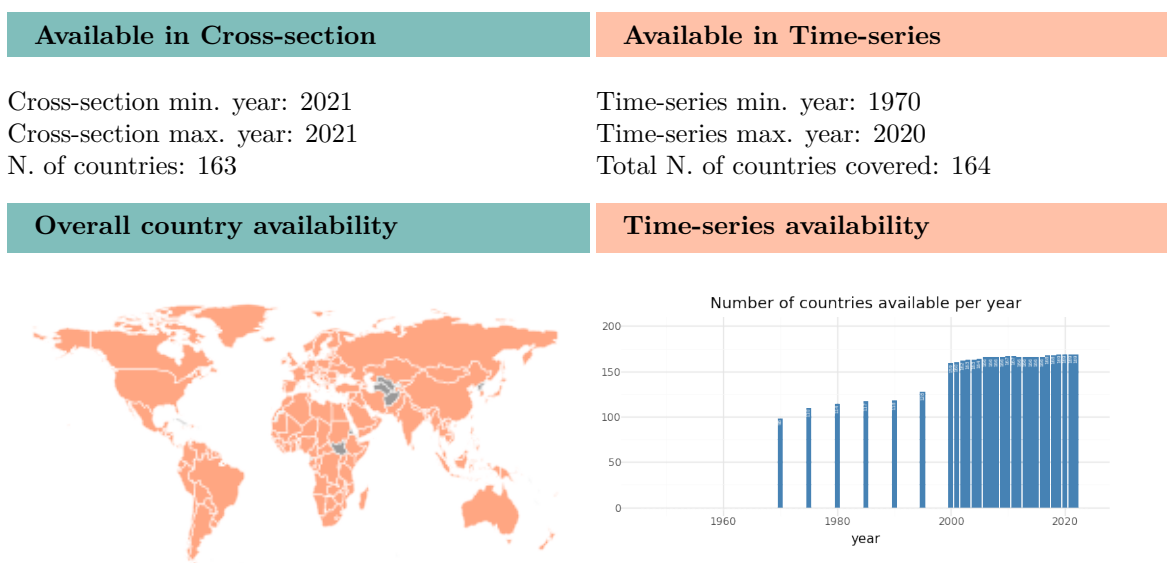 Available in Cross-section
Available in Time-series
Cross-section min. year: 2021
Cross-section max. year: 2021
N. of countries: 163
Time-series min. year: 1970
Time-series max. year: 2020
Total N. of countries covered: 164
Overall country availability
Time-series availability
Number of countries available per year
200
150
100
50
0
1960 1980 2000 2020
year